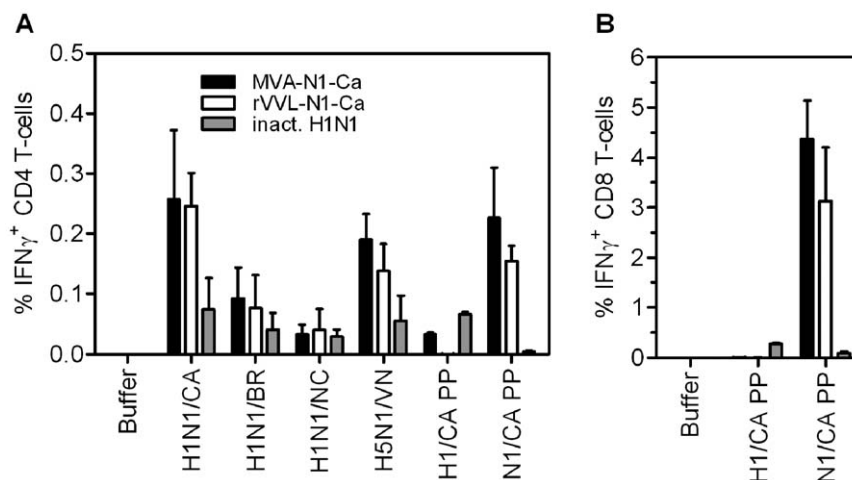 A
% IFNγ+ CD4 T-cells
0.5
0.4
0.3
0.2
0.1
0.0
MVA-N1-Ca
rVVL-N1-Ca
inact. H1N1
Buffer
H1N1/CA
H1N1/BR
H1N1/NC
H5N1/VN
H1/CA PP
N1/CA PP
B
% IFNγ+ CD8 T-cells
6
5
4
3
2
1
0
Buffer
H1/CA PP
N1/CA PP